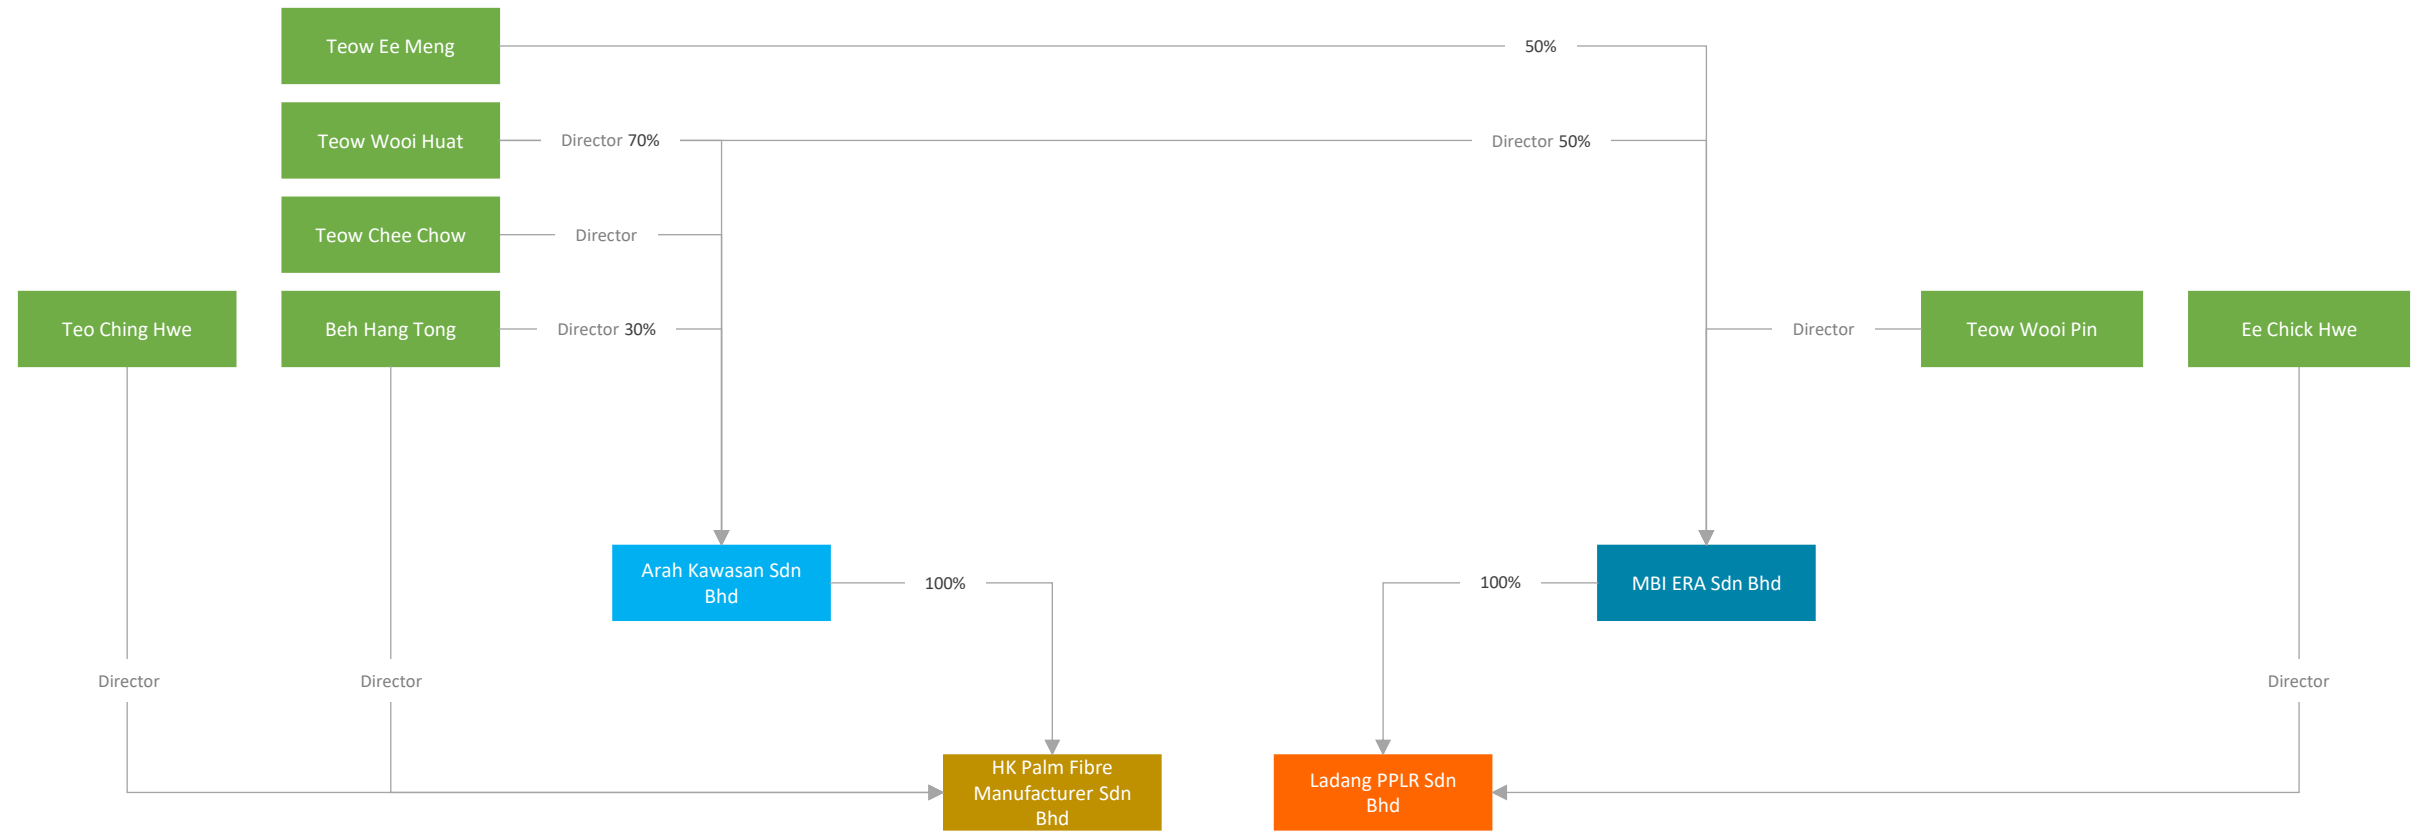 Teow Ee Meng
50%
Teow Wooi Huat
Director 70%
Director 50%
Teow Chee Chow
Director
Teo Ching Hwe
Beh Hang Tong
Director 30%
Director
Teow Wooi Pin
Ee Chick Hwe
Arah Kawasan Sdn
Bhd
100%
100%
MBI ERA Sdn Bhd
Director
Director
Director
HK Palm Fibre
Manufacturer Sdn
Bhd
Ladang PPLR Sdn
Bhd